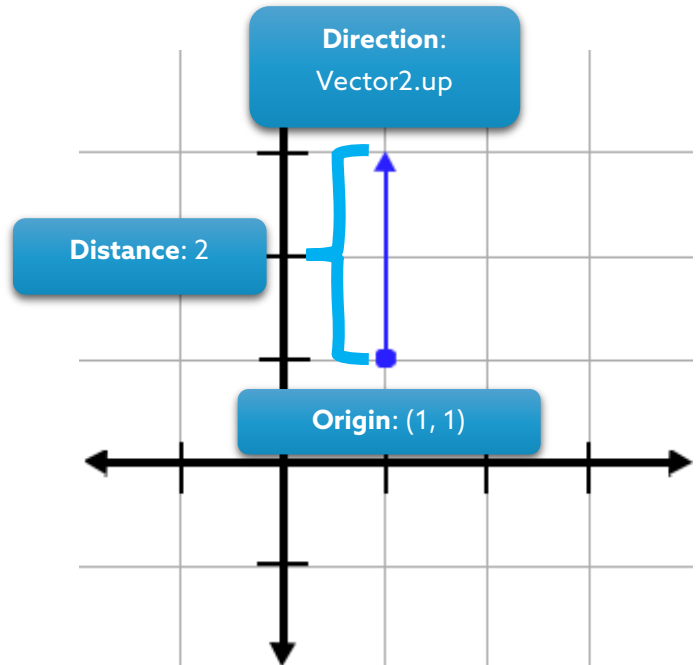 Direction:
Vector2.up
Distance: 2
Origin: (1, 1)